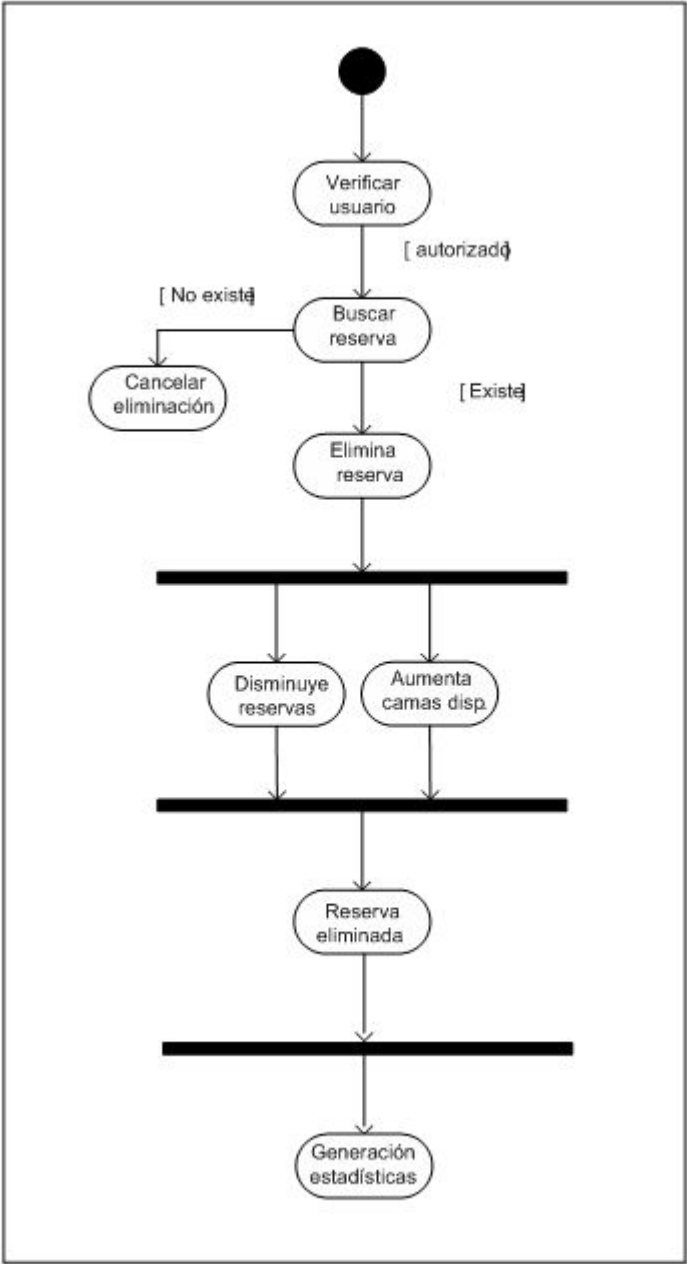 Verificar
usuario
[ autorizado]
[ No existe]
Buscar
reserva
Cancelar
eliminación
[ Existe]
Elimina
reserva
Disminuye
reservas
Aumenta
camas disp.
Reserva
eliminada
Generación
estadísticas